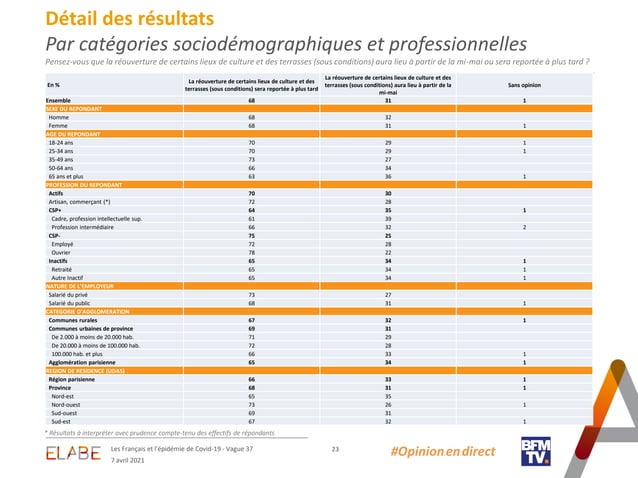 Détail des résultats
Par catégories sociodémographiques et professionnelles
Pensez-vous que la réouverture de certains lieux de culture et des terrasses (sous conditions) aura lieu à partir de la mi-mai ou sera reportée à plus tard ?
En %
La réouverture de certains lieux de culture et des terrasses (sous conditions) sera reportée à plus tard
La réouverture de certains lieux de culture et des terrasses (sous conditions) aura lieu à partir de la mi-mai
Sans opinion
Ensemble 68 31 1
SEXE DU REPONDANT
Homme 68 32
Femme 68 31 1
AGE DU REPONDANT
18-24 ans 70 29 1
25-34 ans 70 29 1
35-49 ans 73 27
50-64 ans 66 34
65 ans et plus 63 36 1
PROFESSION DU REPONDANT
Actifs 70 30
Artisan, commerçant (*) 72 28
CSP+ 64 35 1
Cadre, profession intellectuelle sup. 61 39
Profession intermédiaire 66 32 2
CSP- 75 25
Employé 72 28
Ouvrier 78 22
Inactifs 65 34 1
Retraité 65 34 1
Autre Inactif 65 34 1
NATURE DE L'EMPLOYEUR
Salarié du privé 73 27
Salarié du public 68 31 1
CATEGORIE D'AGGLOMERATION
Communes rurales 67 32 1
Communes urbaines de province 69 31
De 2.000 à moins de 20.000 hab. 71 29
De 20.000 à moins de 100.000 hab. 72 28
100.000 hab. et plus 66 33 1
Agglomération parisienne 65 34 1
REGION DE RESIDENCE (UDA5)
Région parisienne 66 33 1
Province 68 31 1
Nord-est 65 35
Nord-ouest 73 26 1
Sud-ouest 69 31
Sud-est 67 32 1
* Résultats à interpréter avec prudence compte-tenu des effectifs de répondants
ELABE
Les Français et l'épidémie de Covid-19 - Vague 37
7 avril 2021
23
#Opinion en direct
BFM
TV.